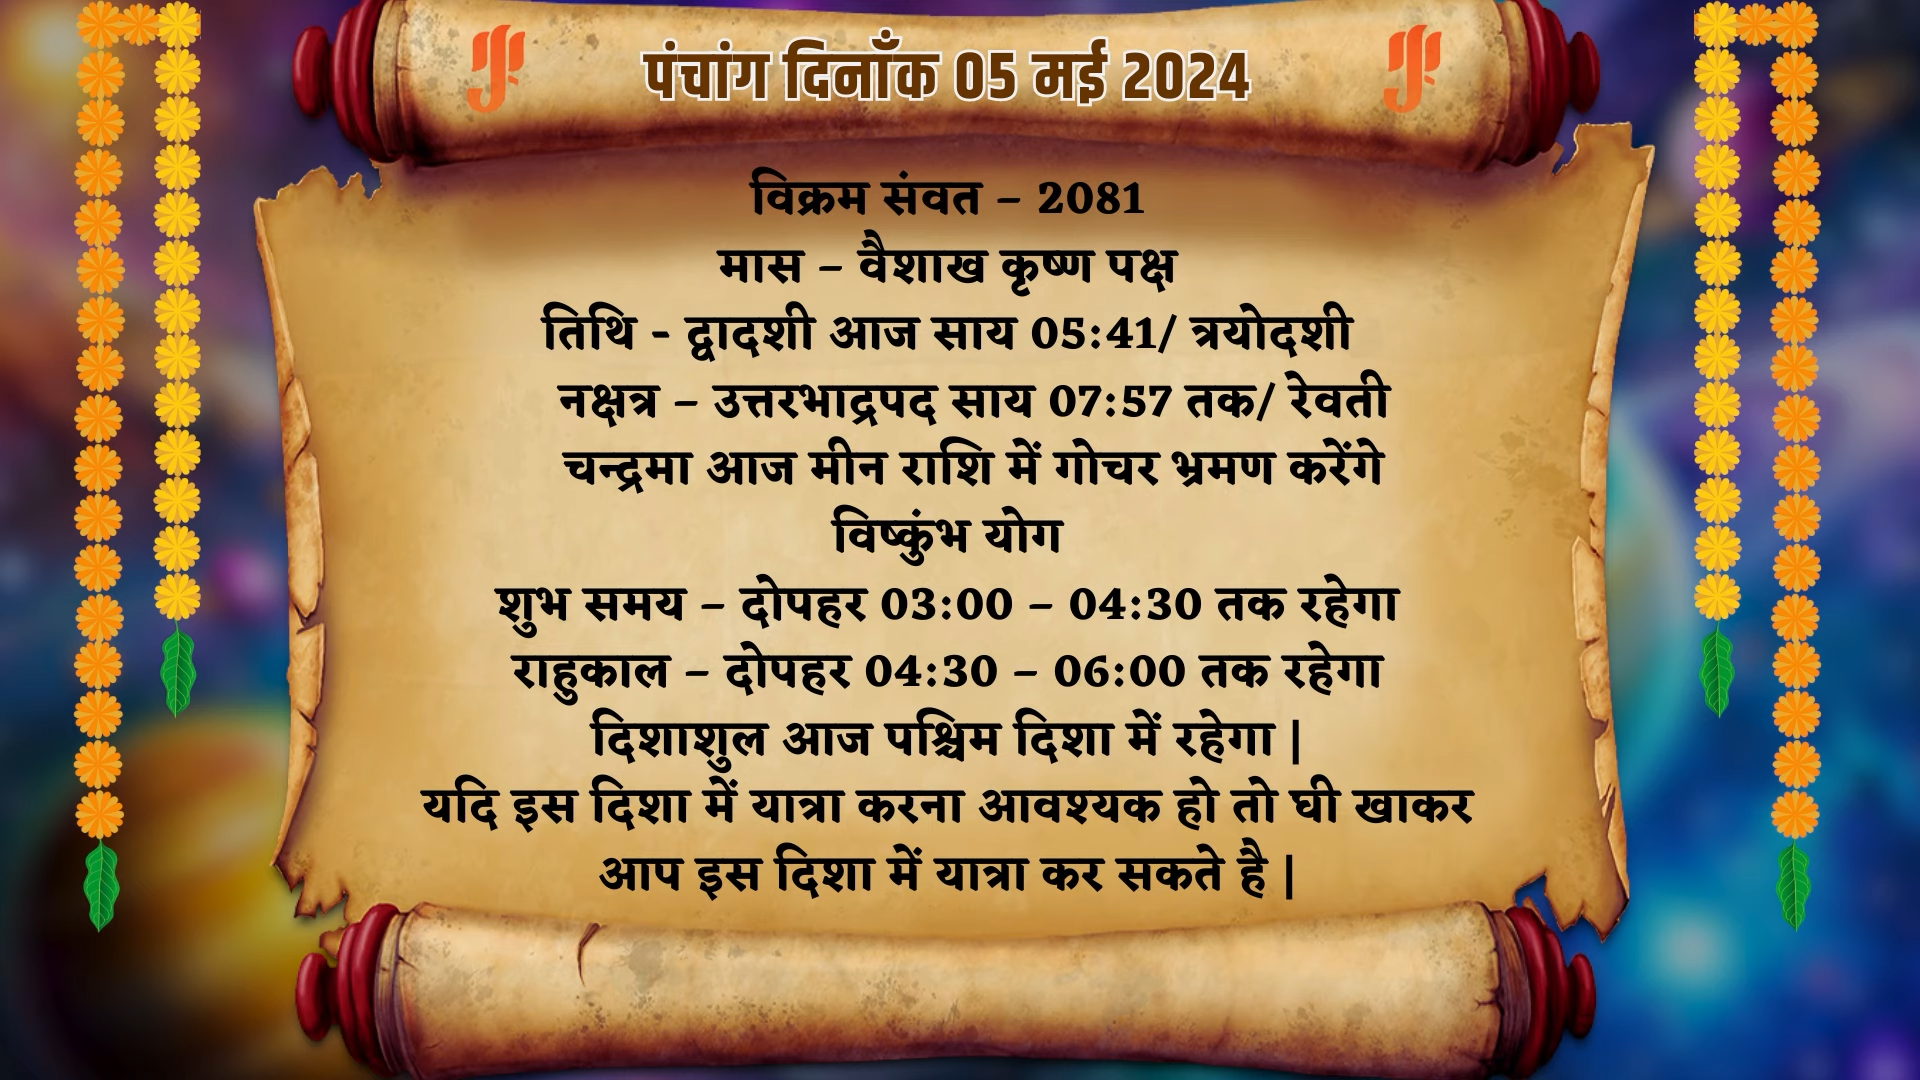 पंचांग दिनाँक 05 मई 2024
विक्रम संवत – 2081
मास – वैशाख कृष्ण पक्ष
तिथि - द्वादशी आज साय 05:41/ त्रयोदशी
नक्षत्र – उत्तरभाद्रपद साय 07:57 तक/ रेवती
चन्द्रमा आज मीन राशि में गोचर भ्रमण करेंगे
विष्कुंभ योग
शुभ समय – दोपहर 03:00 – 04:30 तक रहेगा
राहुकाल – दोपहर 04:30 – 06:00 तक रहेगा
दिशाशुल आज पश्चिम दिशा में रहेगा |
यदि इस दिशा में यात्रा करना आवश्यक हो तो घी खाकर
आप इस दिशा में यात्रा कर सकते है |